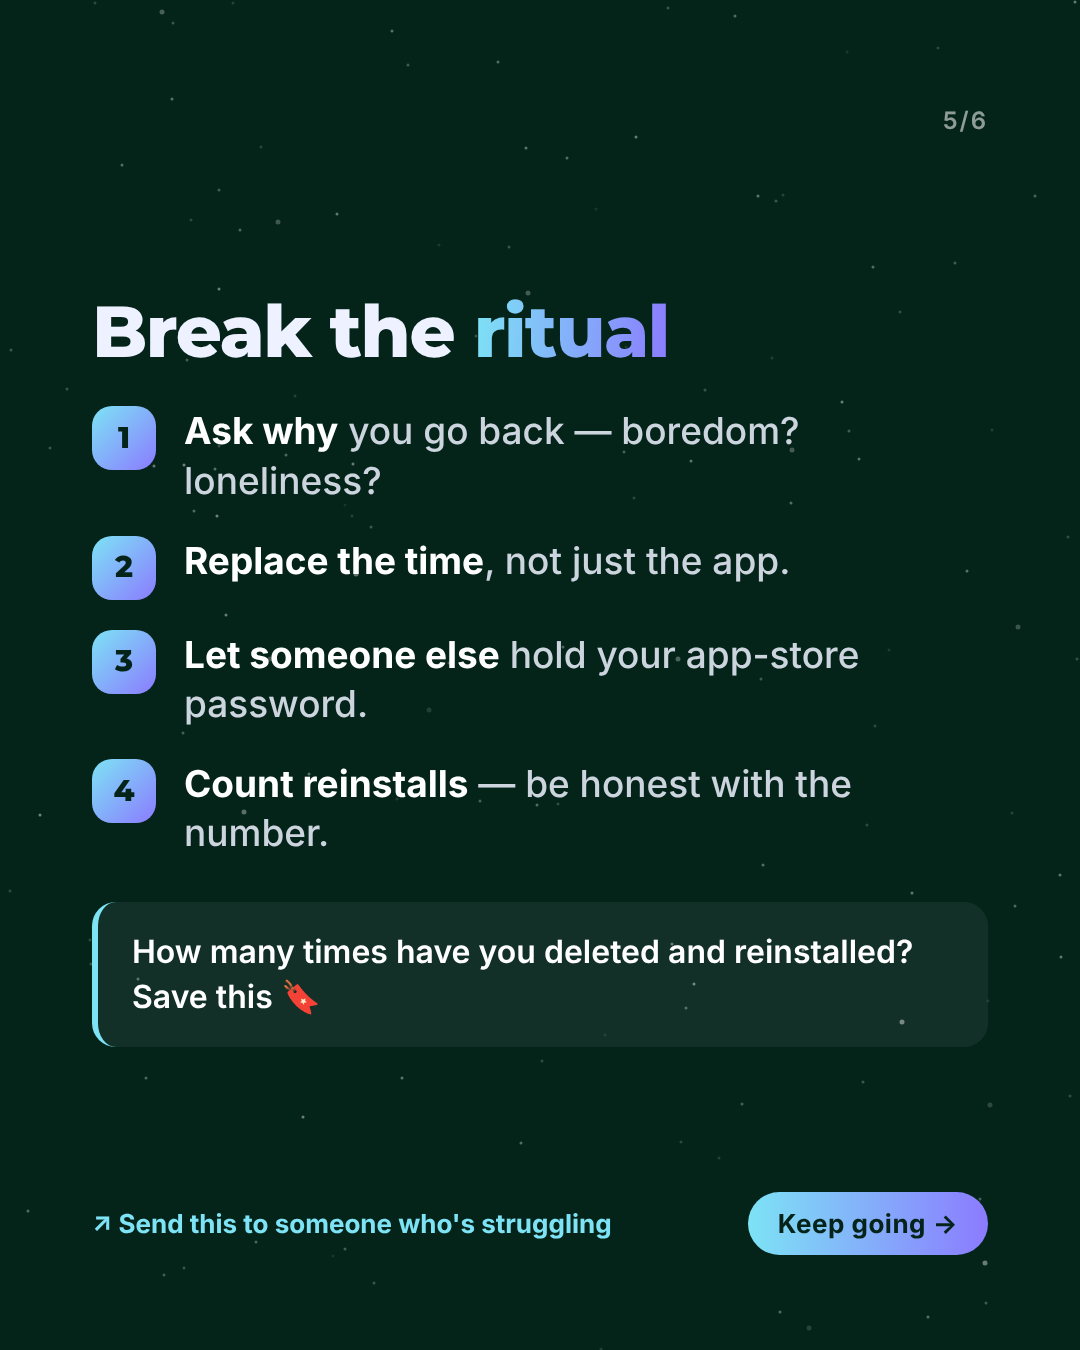 5/6
Break the ritual
1 Ask why you go back — boredom?
loneliness?
2 Replace the time, not just the app.
3 Let someone else hold your app-store
password.
4 Count reinstalls — be honest with the
number.
How many times have you deleted and reinstalled?
Save this 🔖
↗ Send this to someone who's struggling
Keep going →